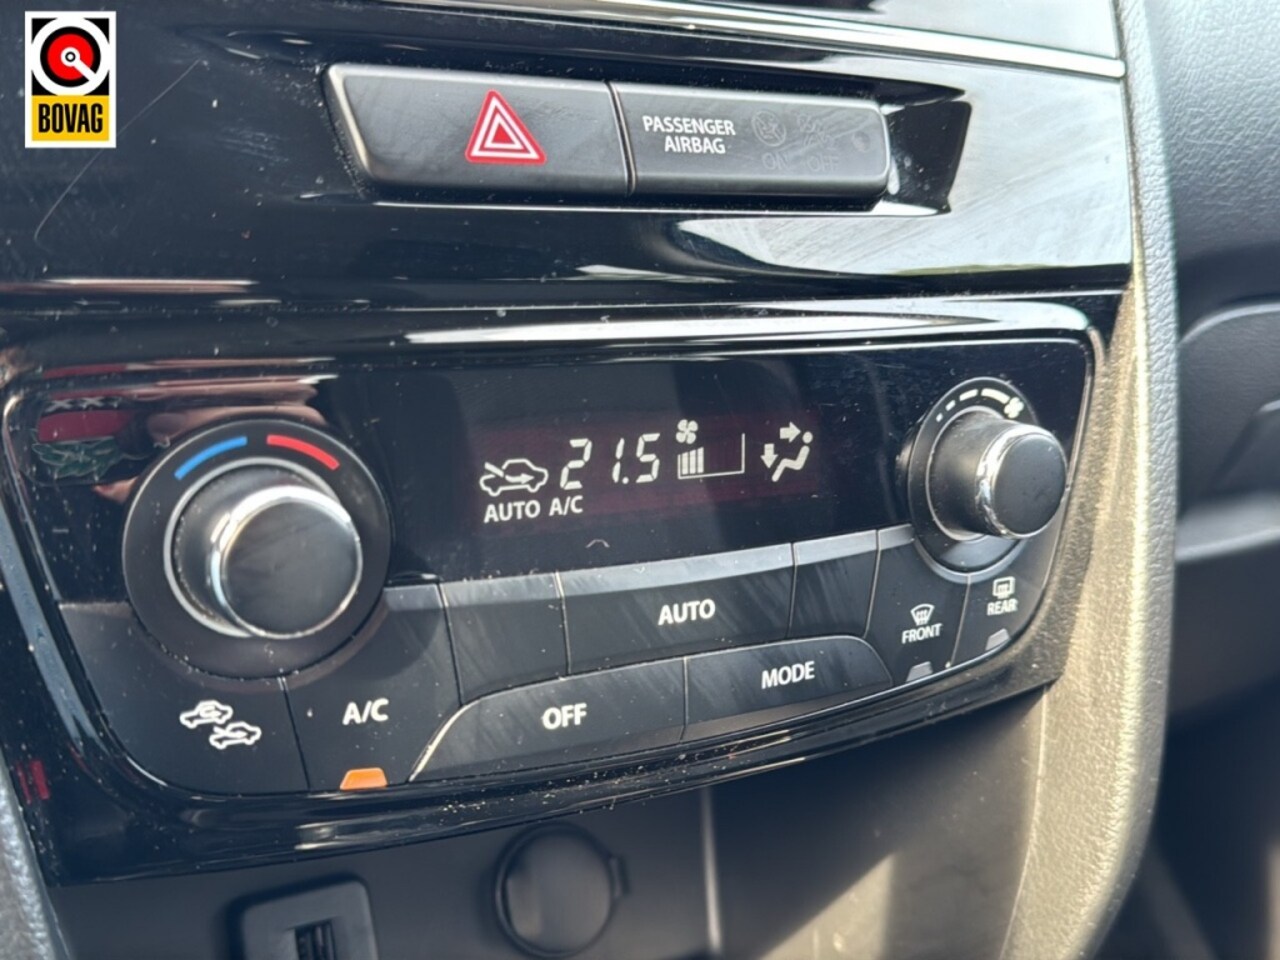 BOVAG
PASSENGER
AIRBAG
ON OFF
21.5
AUTO A/C
AUTO
FRONT
REAR
A/C
OFF
MODE